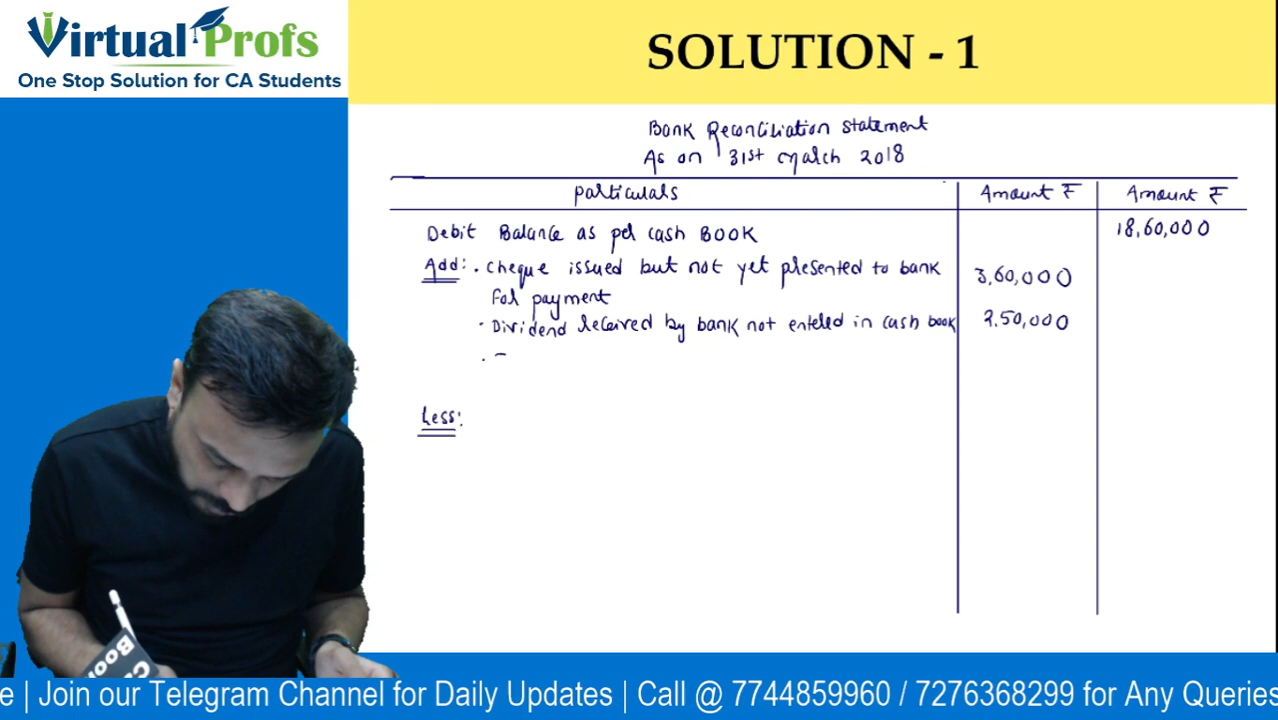 Virtual Profs
One Stop Solution for CA Students
SOLUTION - 1
Bank Reconciliation statement
As on 31st march 2018
particulars
Amount ₹
Amount ₹
Debit Balance as per cash BOOK
18,60,000
Add: . cheque issued but not yet presented to bank
3,60,000
for payment
. Dividend received by bank not entered in cash book
2,50,000
Less:
Book
e | Join our Telegram Channel for Daily Updates | Call @ 7744859960 / 7276368299 for Any Queries